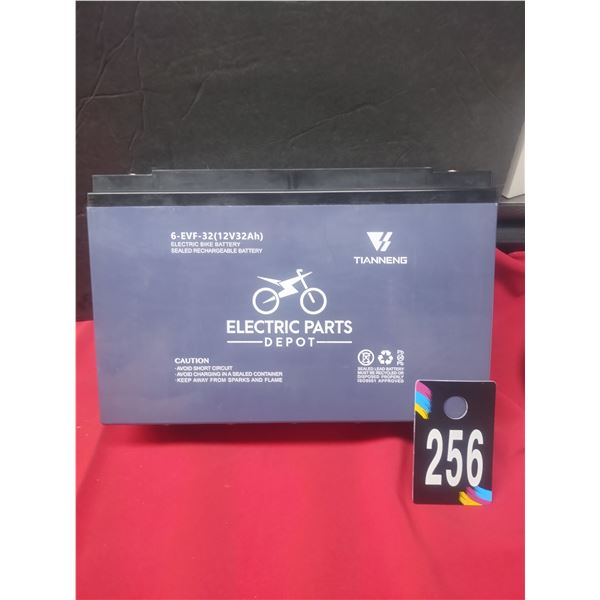 6-EVF-32(12V32Ah)
ELECTRIC BIKE BATTERY
SEALED RECHARGEABLE BATTERY
TIANNENG
ELECTRIC PARTS
DEPOT
CAUTION
·AVOID SHORT CIRCUIT
·AVOID CHARGING IN A SEALED CONTAINER
·KEEP AWAY FROM SPARKS AND FLAME
SEALED LEAD BATTERY
MUST BE RECYCLED OR
DISPOSED PROPERLY
ISO9001 APPROVED
256